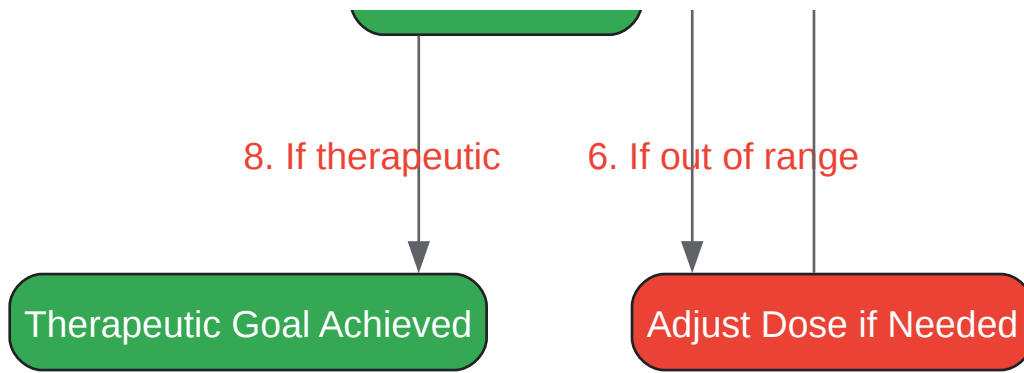 8. If therapeutic
6. If out of range
Therapeutic Goal Achieved
Adjust Dose if Needed